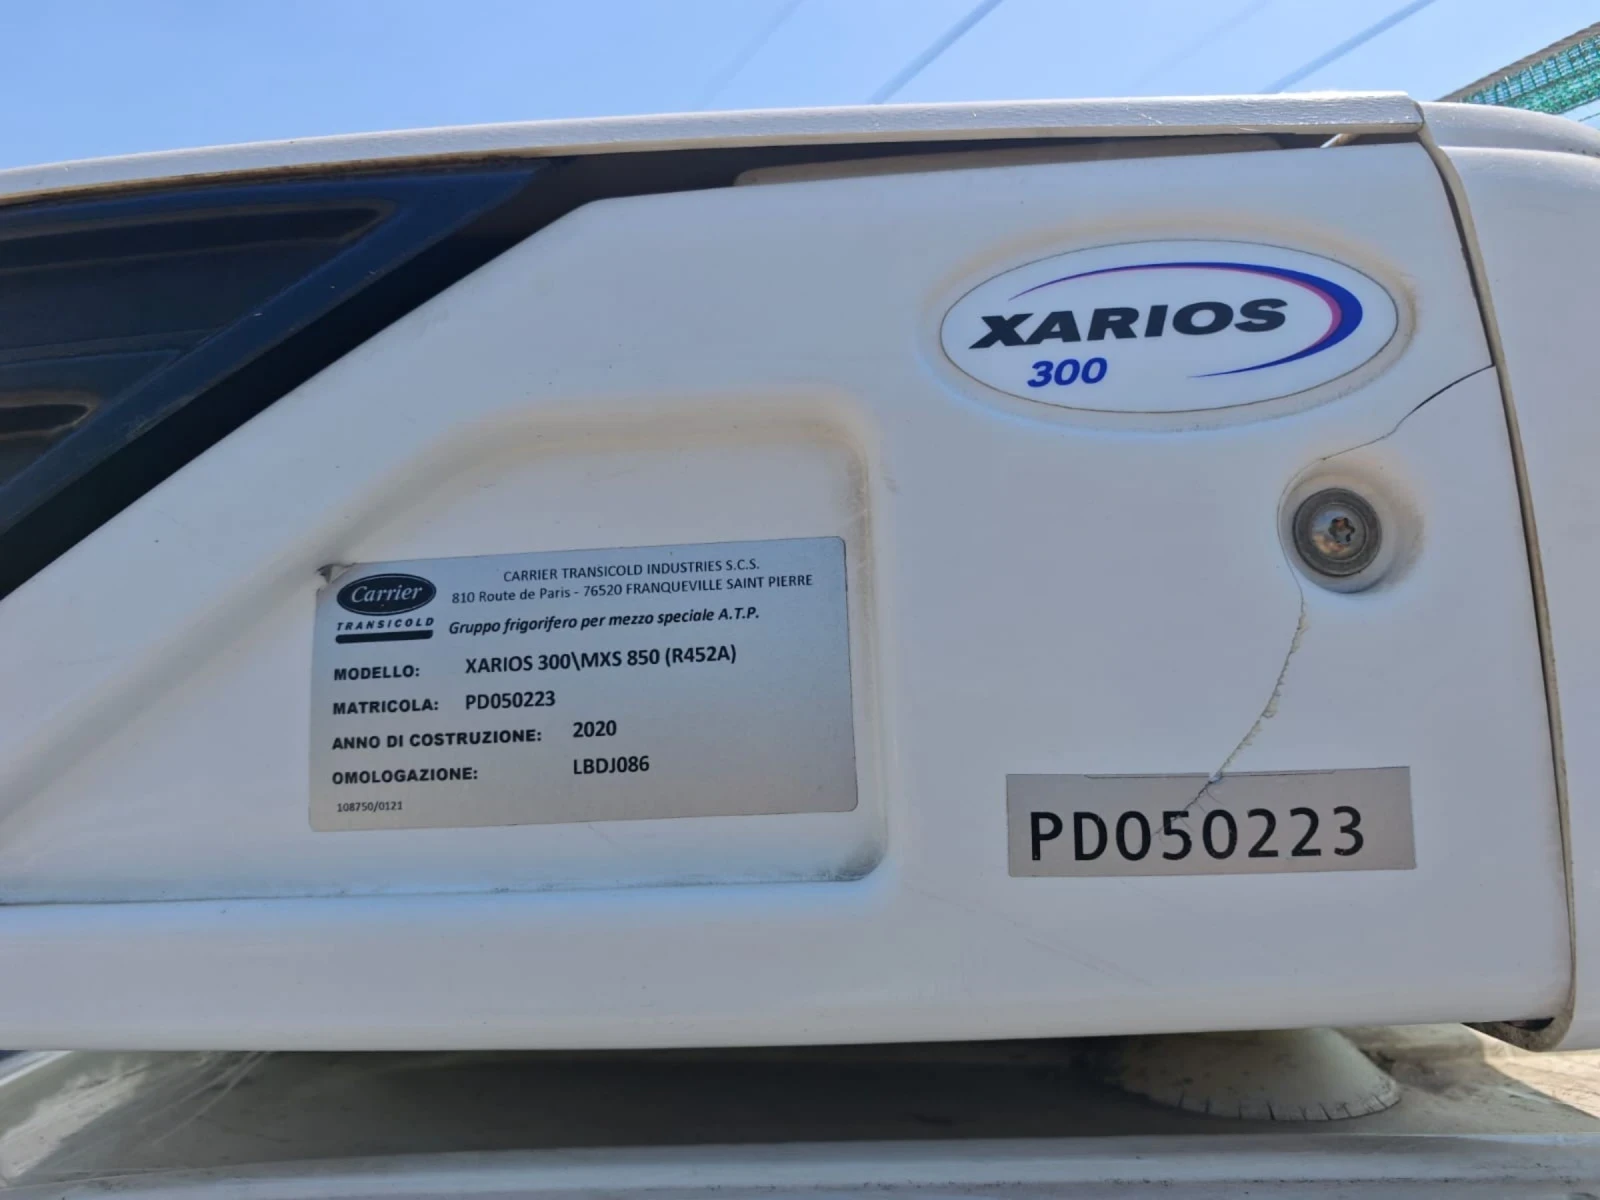 XARIOS
300
Carrier
TRANSICOLD
CARRIER TRANSICOLD INDUSTRIES S.C.S.
810 Route de Paris - 76520 FRANQUEVILLE SAINT PIERRE
Gruppo frigorifero per mezzo speciale A.T.P.
MODELLO: XARIOS 300\MXS 850 (R452A)
MATRICOLA: PD050223
ANNO DI COSTRUZIONE: 2020
OMOLOGAZIONE: LBDJ086
108750/0121
PD050223